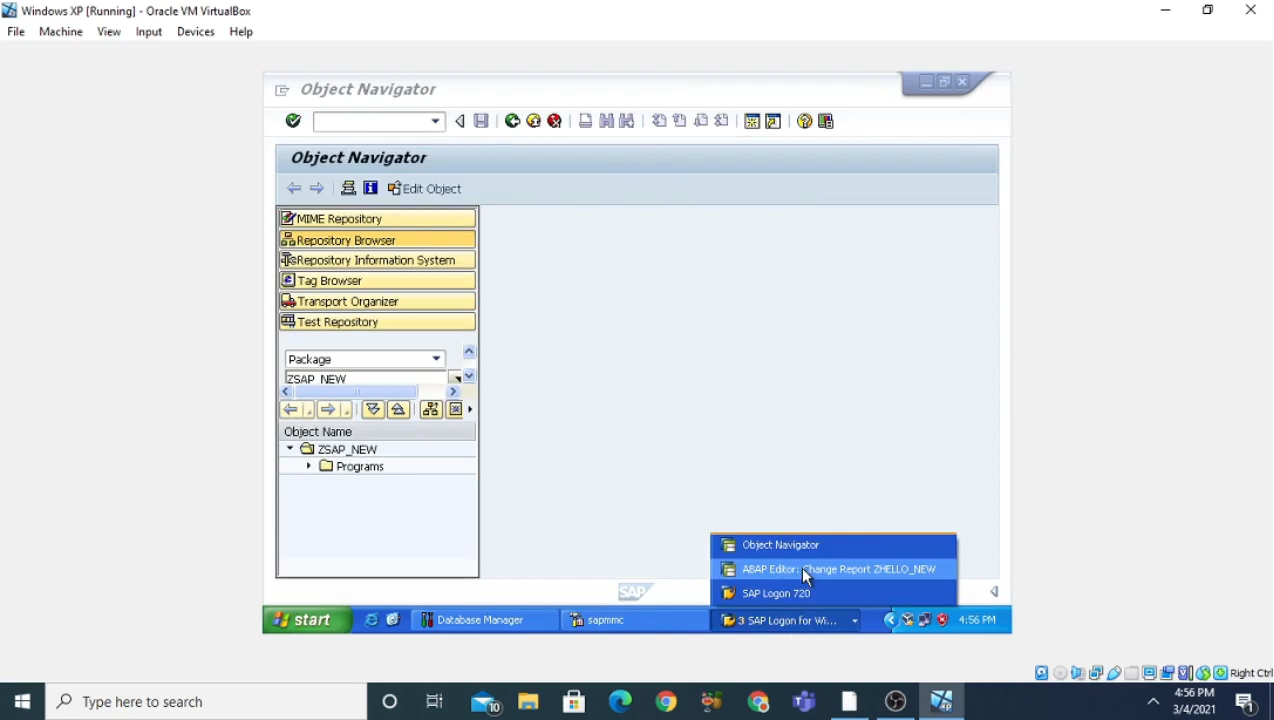 Windows XP [Running] - Oracle VM VirtualBox
File Machine View Input Devices Help
Object Navigator
Object Navigator
Edit Object
MIME Repository
Repository Browser
Repository Information System
Tag Browser
Transport Organizer
Test Repository
Package
ZSAP_NEW
Object Name
ZSAP_NEW
Programs
Object Navigator
ABAP Editor: Change Report ZHELLO_NEW
SAP Logon 720
SAP
start
Database Manager
sapmmc
3 SAP Logon for Wi...
4:56 PM
Right Ctrl
Type here to search
10
4:56 PM
3/4/2021
1